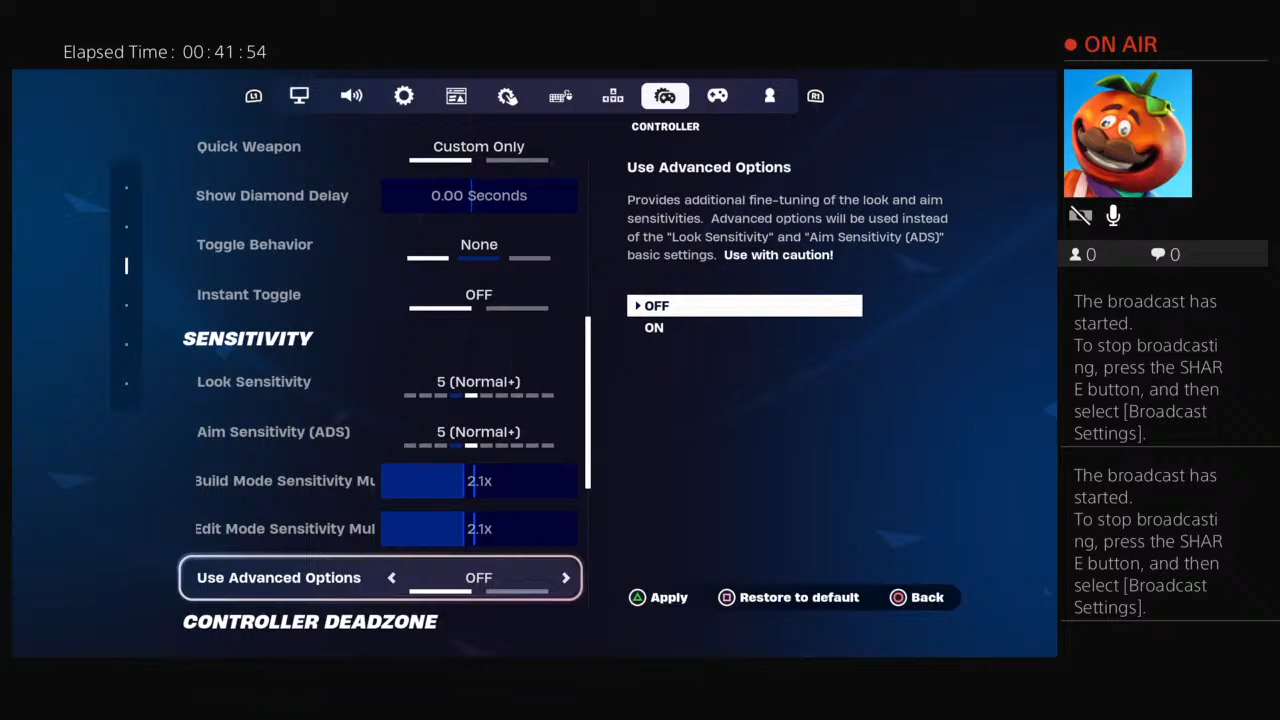 Elapsed Time: 00:41:54
ON AIR
L1
R1
CONTROLLER
Quick Weapon
Custom Only
Show Diamond Delay
0.00 Seconds
Toggle Behavior
None
Instant Toggle
OFF
SENSITIVITY
Look Sensitivity
5 (Normal+)
Aim Sensitivity (ADS)
5 (Normal+)
Build Mode Sensitivity Mu
2.1x
Edit Mode Sensitivity Mul
2.1x
Use Advanced Options
OFF
CONTROLLER DEADZONE
Use Advanced Options
Provides additional fine-tuning of the look and aim
sensitivities. Advanced options will be used instead
of the "Look Sensitivity" and "Aim Sensitivity (ADS)"
basic settings. Use with caution!
OFF
ON
Apply
Restore to default
Back
0
0
The broadcast has
started.
To stop broadcasti
ng, press the SHAR
E button, and then
select [Broadcast
Settings].
The broadcast has
started.
To stop broadcasti
ng, press the SHAR
E button, and then
select [Broadcast
Settings].